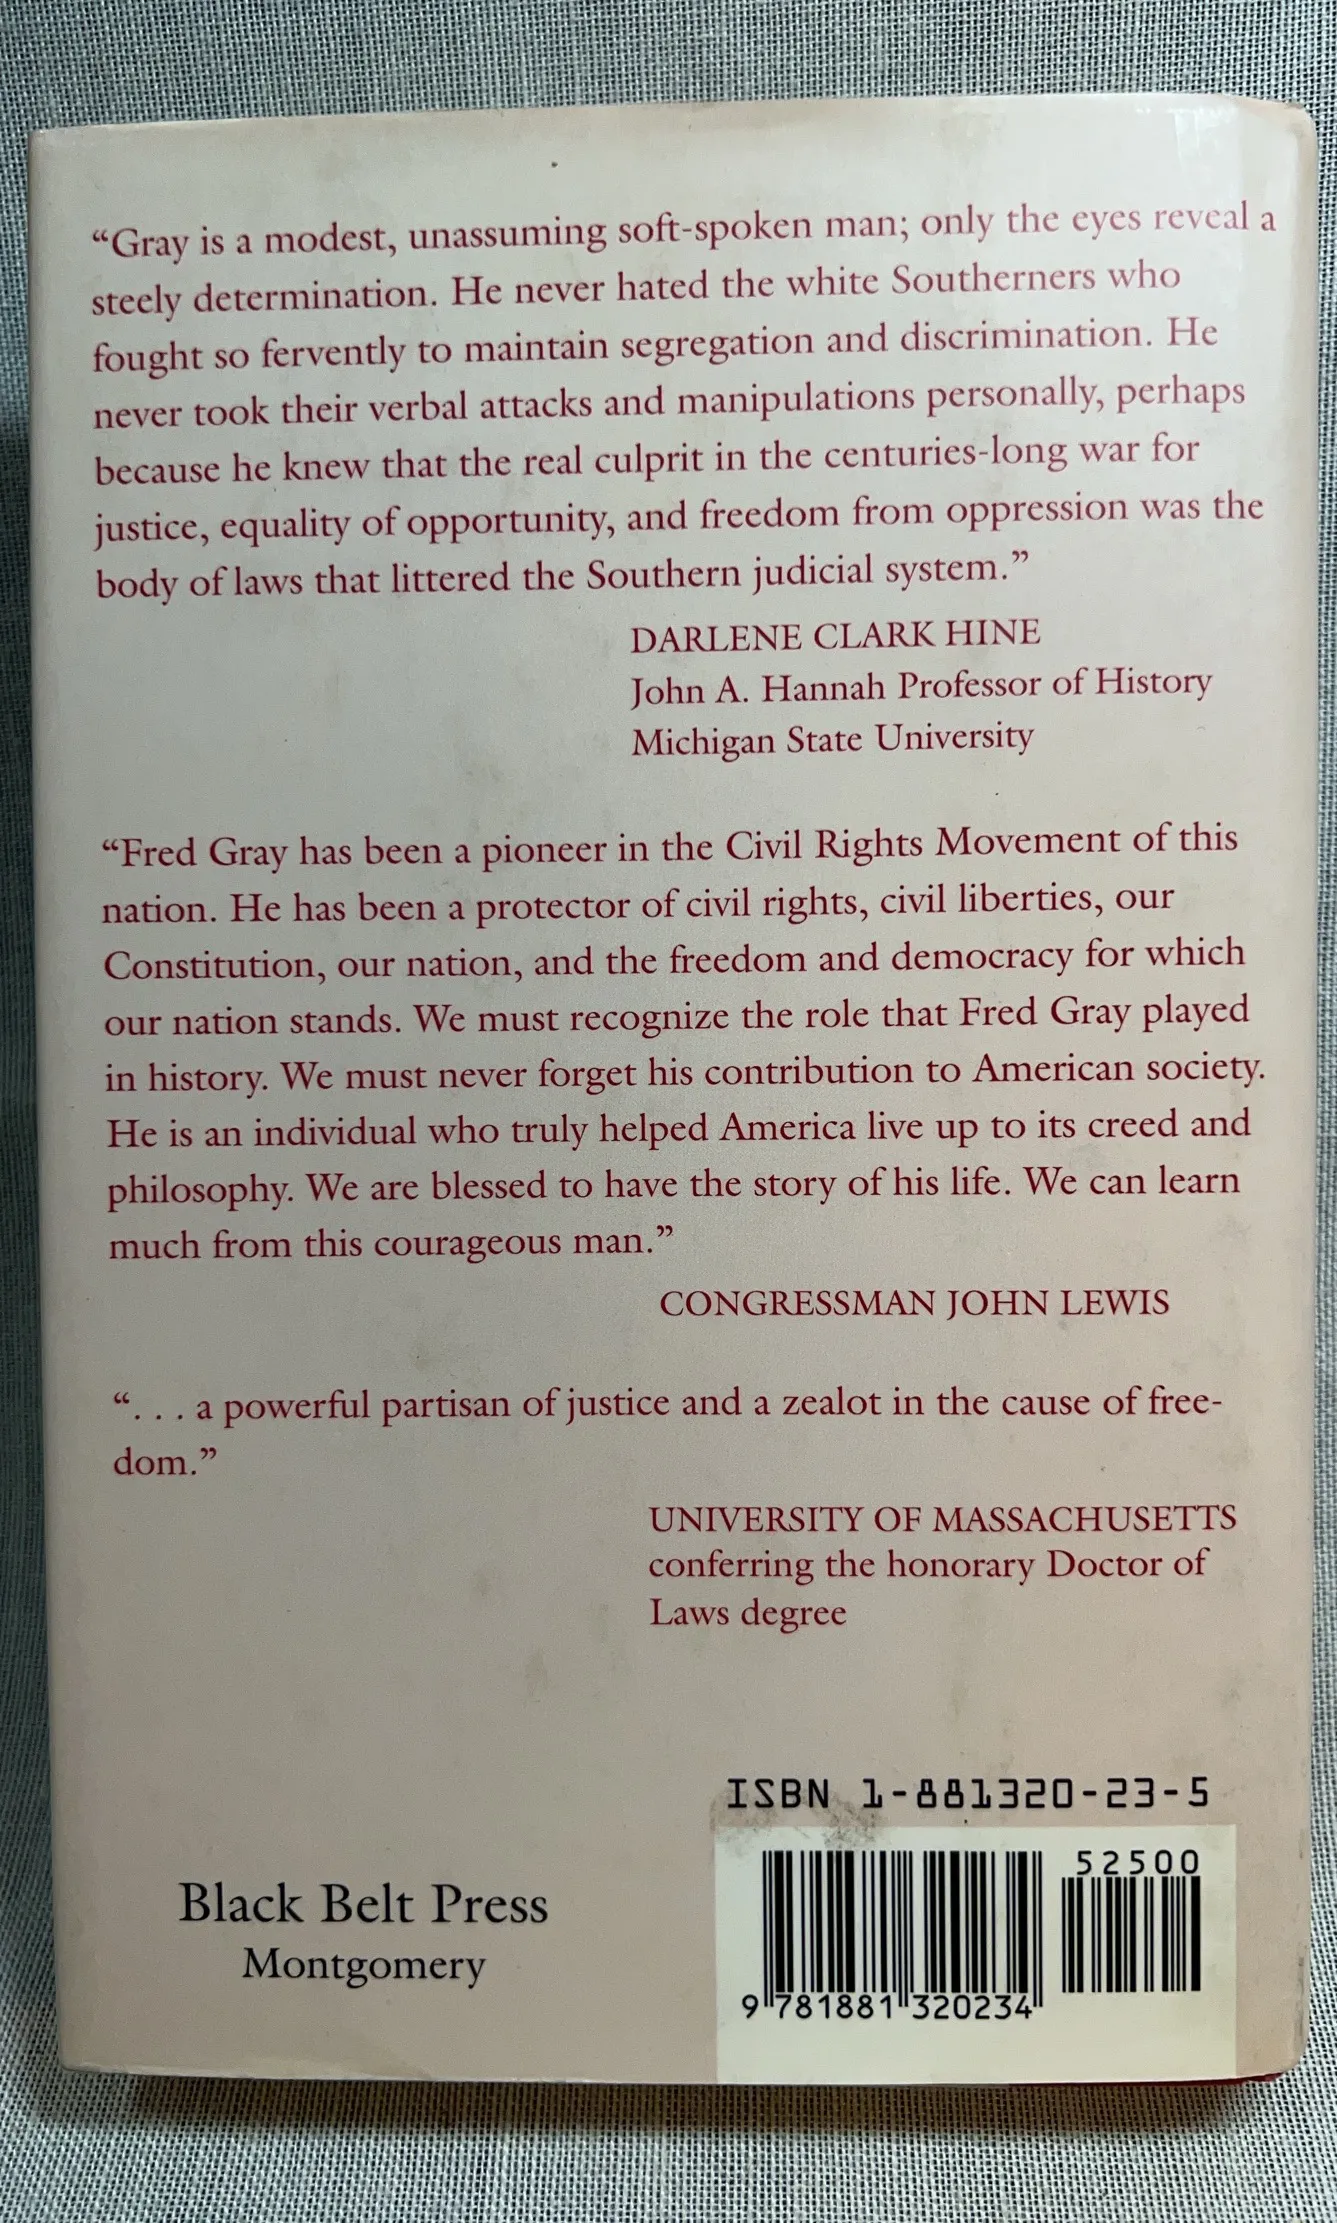 “Gray is a modest, unassuming soft-spoken man; only the eyes reveal a
steely determination. He never hated the white Southerners who
fought so fervently to maintain segregation and discrimination. He
never took their verbal attacks and manipulations personally, perhaps
because he knew that the real culprit in the centuries-long war for
justice, equality of opportunity, and freedom from oppression was the
body of laws that littered the Southern judicial system.”
DARLENE CLARK HINE
John A. Hannah Professor of History
Michigan State University
“Fred Gray has been a pioneer in the Civil Rights Movement of this
nation. He has been a protector of civil rights, civil liberties, our
Constitution, our nation, and the freedom and democracy for which
our nation stands. We must recognize the role that Fred Gray played
in history. We must never forget his contribution to American society.
He is an individual who truly helped America live up to its creed and
philosophy. We are blessed to have the story of his life. We can learn
much from this courageous man.”
CONGRESSMAN JOHN LEWIS
“. . . a powerful partisan of justice and a zealot in the cause of free-
dom.”
UNIVERSITY OF MASSACHUSETTS
conferring the honorary Doctor of
Laws degree
ISBN 1-881320-23-5
52500
9 781881 320234
Black Belt Press
Montgomery